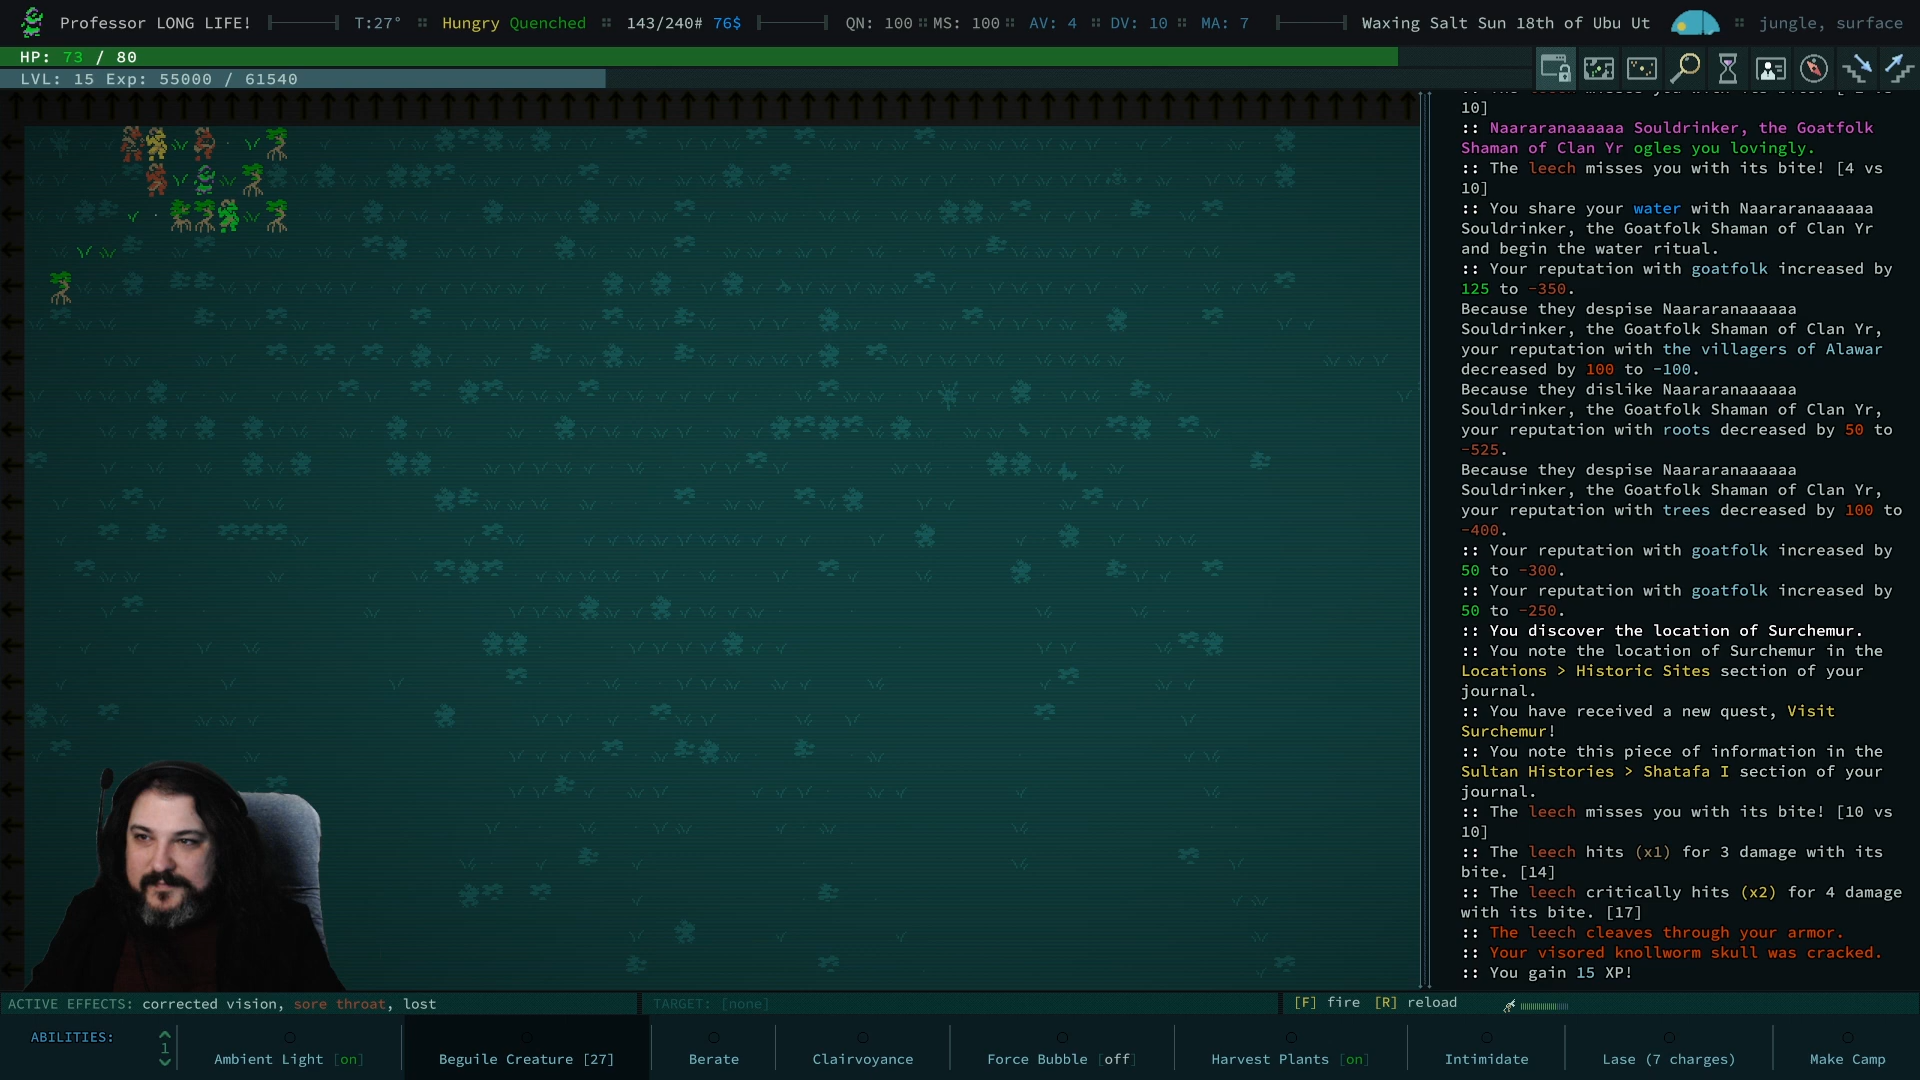 Professor LONG LIFE! T:27° :: Hungry Quenched :: 143/240# 76$ QN: 100 :: MS: 100 :: AV: 4 :: DV: 10 :: MA: 7 Waxing Salt Sun 18th of Ubu Ut :: jungle, surface
HP: 73 / 80
LVL: 15 Exp: 55000 / 61540
10]
:: Naararanaaaaaa Souldrinker, the Goatfolk
Shaman of Clan Yr ogles you lovingly.
:: The leech misses you with its bite! [4 vs
10]
:: You share your water with Naararanaaaaaa
Souldrinker, the Goatfolk Shaman of Clan Yr
and begin the water ritual.
:: Your reputation with goatfolk increased by
125 to -350.
Because they despise Naararanaaaaaa
Souldrinker, the Goatfolk Shaman of Clan Yr,
your reputation with the villagers of Alawar
decreased by 100 to -100.
Because they dislike Naararanaaaaaa
Souldrinker, the Goatfolk Shaman of Clan Yr,
your reputation with roots decreased by 50 to
-525.
Because they despise Naararanaaaaaa
Souldrinker, the Goatfolk Shaman of Clan Yr,
your reputation with trees decreased by 100 to
-400.
:: Your reputation with goatfolk increased by
50 to -300.
:: Your reputation with goatfolk increased by
50 to -250.
:: You discover the location of Surchemur.
:: You note the location of Surchemur in the
Locations > Historic Sites section of your
journal.
:: You have received a new quest, Visit
Surchemur!
:: You note this piece of information in the
Sultan Histories > Shatafa I section of your
journal.
:: The leech misses you with its bite! [10 vs
10]
:: The leech hits (x1) for 3 damage with its
bite. [14]
:: The leech critically hits (x2) for 4 damage
with its bite. [17]
:: The leech cleaves through your armor.
:: Your visored knollworm skull was cracked.
:: You gain 15 XP!
ACTIVE EFFECTS: corrected vision, sore throat, lost
TARGET: [none]
[F] fire [R] reload
ABILITIES:
1
Ambient Light [on]
Beguile Creature [27]
Berate
Clairvoyance
Force Bubble [off]
Harvest Plants [on]
Intimidate
Lase (7 charges)
Make Camp